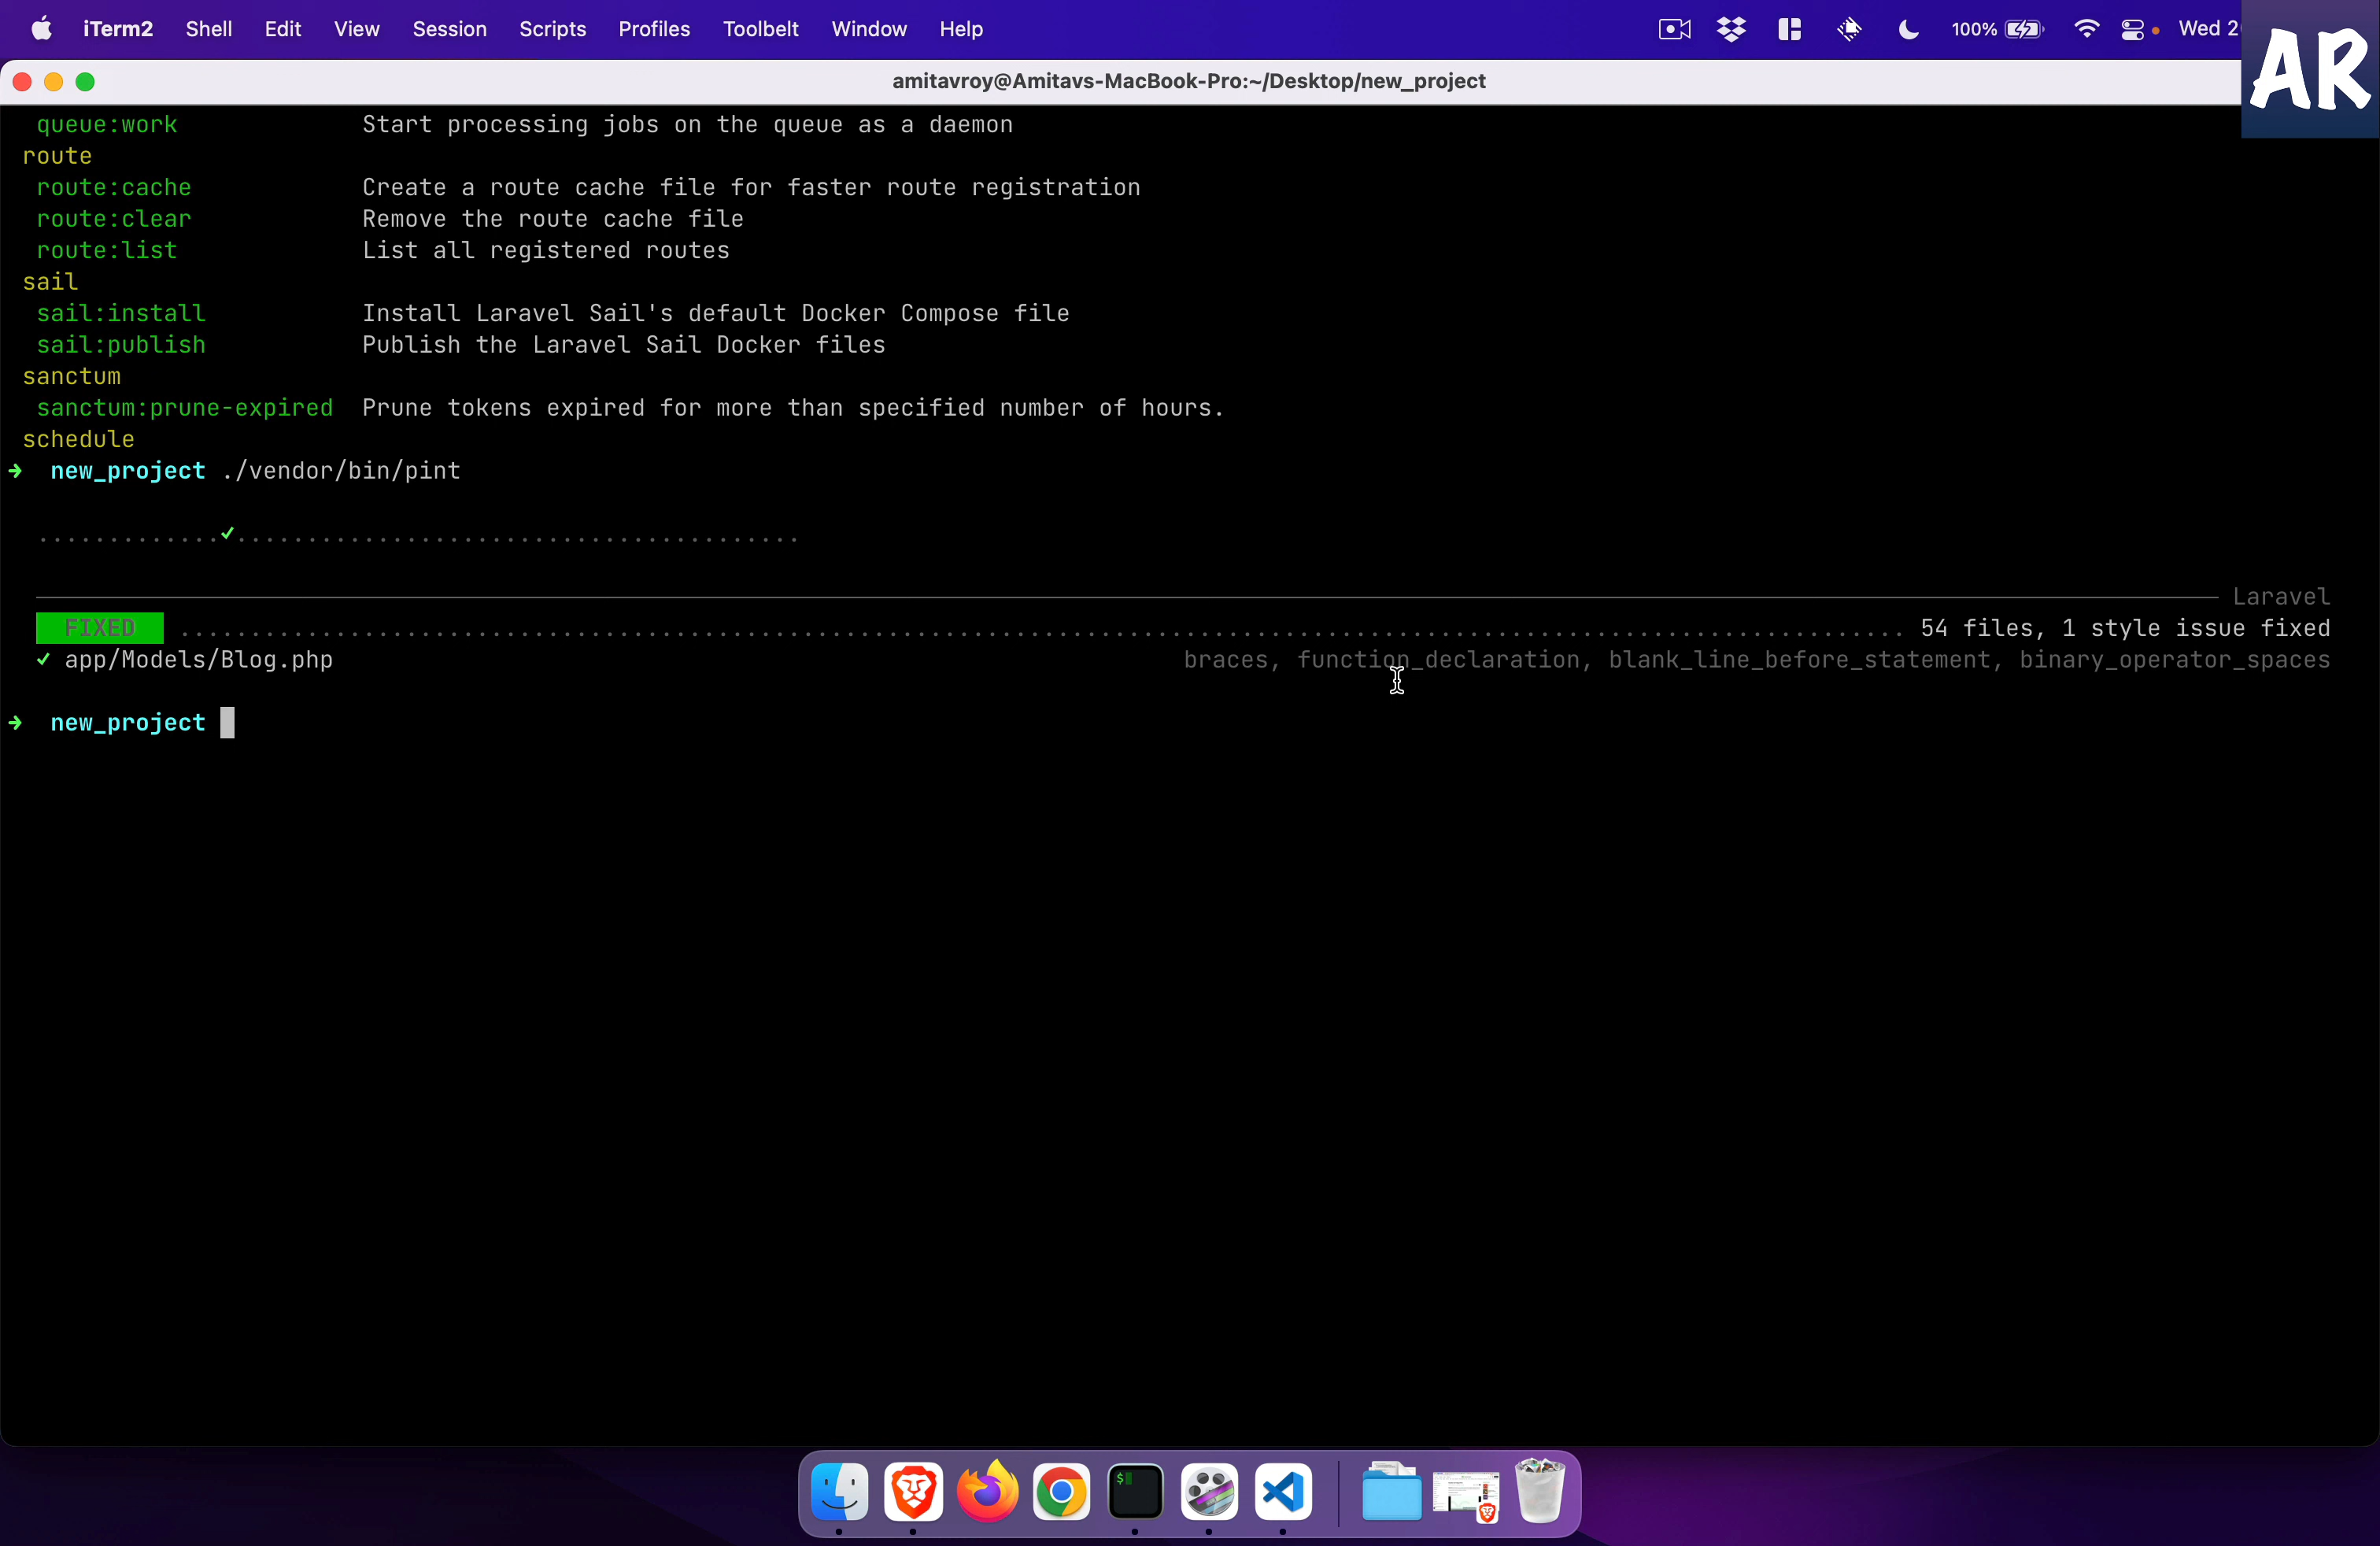 iTerm2 Shell Edit View Session Scripts Profiles Toolbelt Window Help 100% Wed 2
AR
amitavroy@Amitavs-MacBook-Pro:~/Desktop/new_project
queue:work Start processing jobs on the queue as a daemon
route
route:cache Create a route cache file for faster route registration
route:clear Remove the route cache file
route:list List all registered routes
sail
sail:install Install Laravel Sail's default Docker Compose file
sail:publish Publish the Laravel Sail Docker files
sanctum
sanctum:prune-expired Prune tokens expired for more than specified number of hours.
schedule
➜ new_project ./vendor/bin/pint
.............✓........................................
Laravel
FIXED .......................................................................................................................... 54 files, 1 style issue fixed
✓ app/Models/Blog.php braces, function_declaration, blank_line_before_statement, binary_operator_spaces
➜ new_project
$